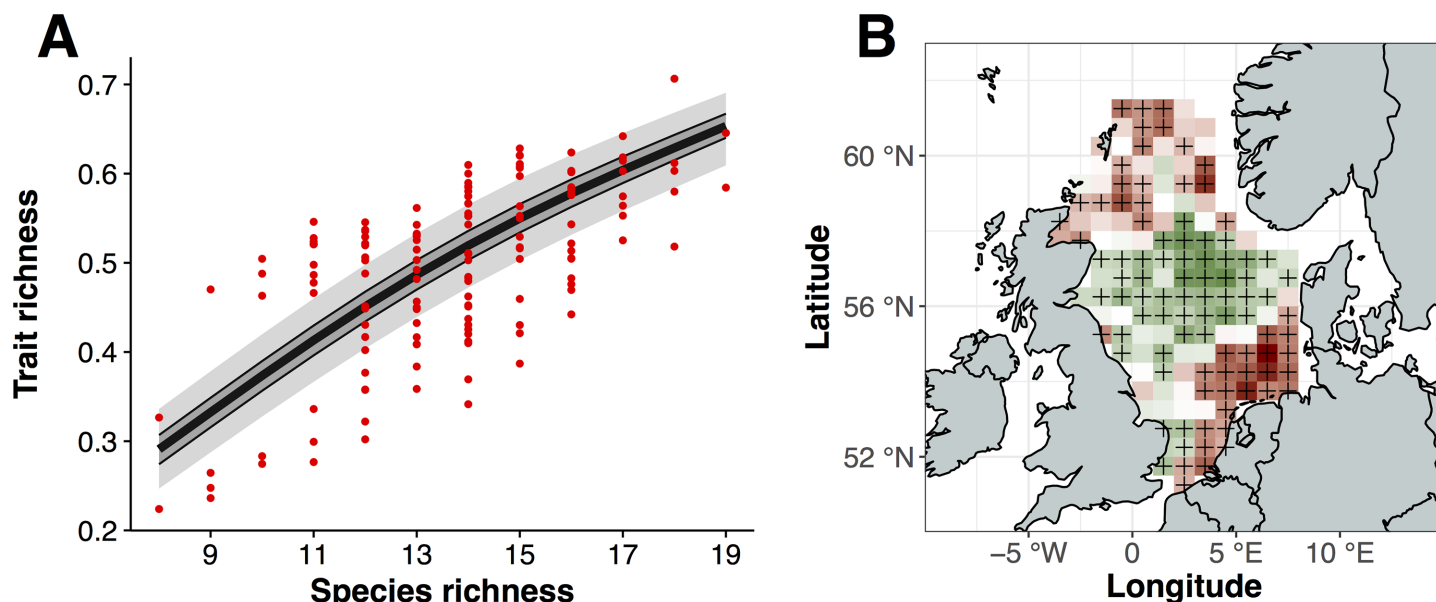 A
B
Trait richness
0.7
0.6
0.5
0.4
0.3
0.2
9 11 13 15 17 19
Species richness
Latitude
60 °N
56 °N
52 °N
−5 °W 0 5 °E 10 °E
Longitude